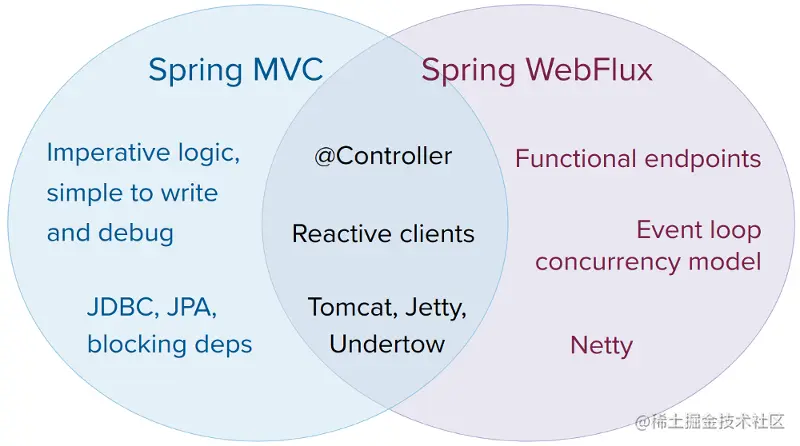 Spring MVC
Spring WebFlux
Imperative logic,
simple to write
and debug
JDBC, JPA,
blocking deps
@Controller
Reactive clients
Tomcat, Jetty,
Undertow
Functional endpoints
Event loop
concurrency model
Netty
@稀土掘金技术社区